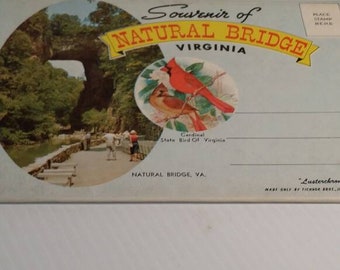 Souvenir of
NATURAL BRIDGE
VIRGINIA
PLACE
STAMP
HERE
Cardinal
State Bird Of Virginia
NATURAL BRIDGE, VA.
"Lusterchrome
MADE ONLY BY TICHNOR BROS.,